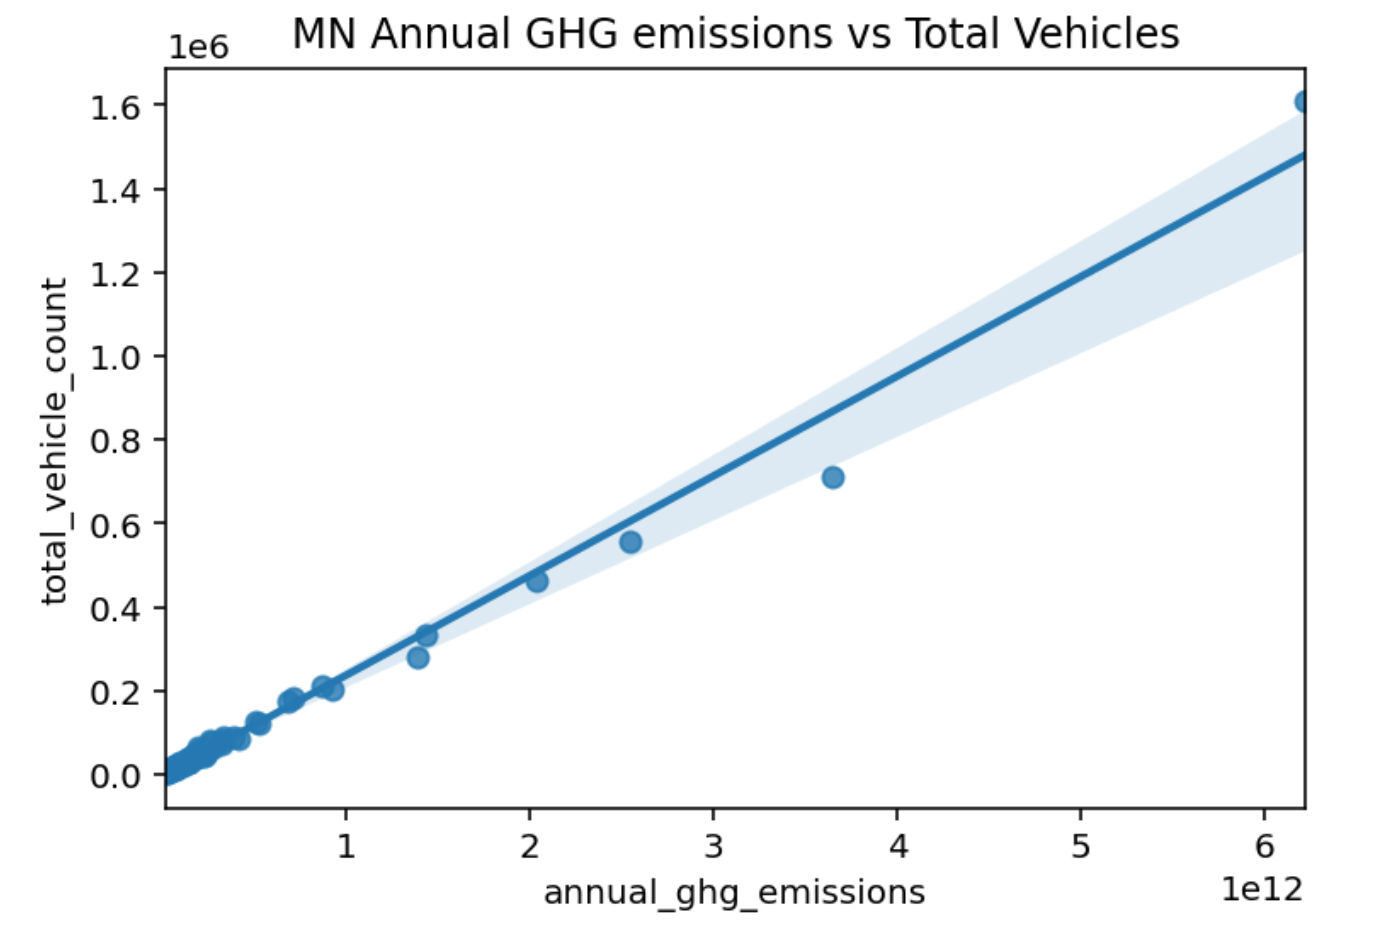 MN Annual GHG emissions vs Total Vehicles
1e6
1.6
1.4
1.2
1.0
0.8
0.6
0.4
0.2
0.0
total_vehicle_count
1 2 3 4 5 6
annual_ghg_emissions
1e12